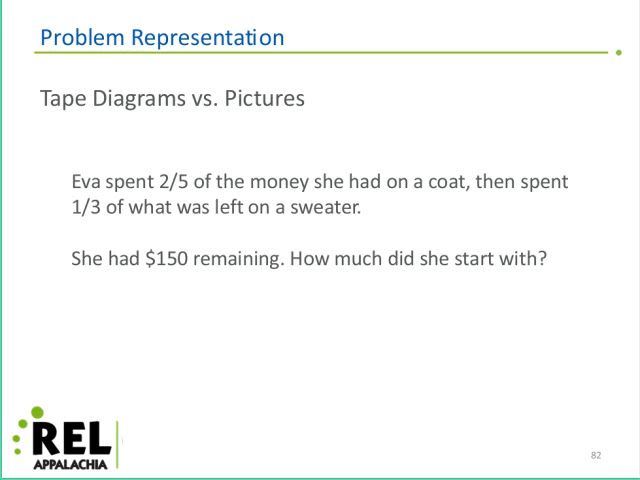 Problem Representation
Tape Diagrams vs. Pictures
Eva spent 2/5 of the money she had on a coat, then spent
1/3 of what was left on a sweater.
She had $150 remaining. How much did she start with?
REL
APPALACHIA
82